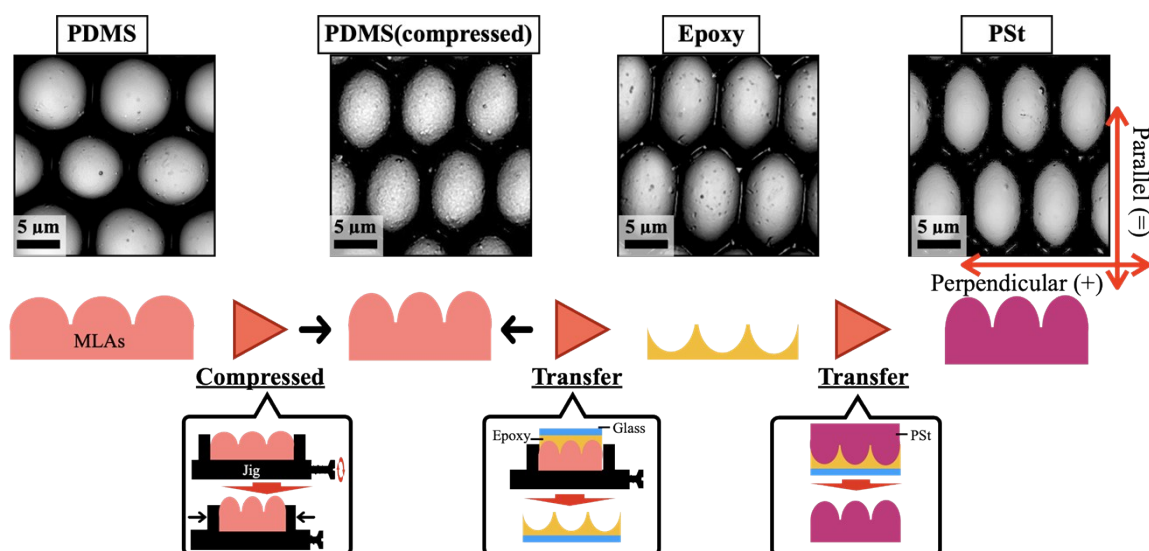 PDMS
PDMS(compressed)
Epoxy
PSt
5 μm
5 μm
5 μm
5 μm
Parallel (=)
Perpendicular (+)
MLAs
Compressed
Transfer
Transfer
Jig
Epoxy
Glass
PSt